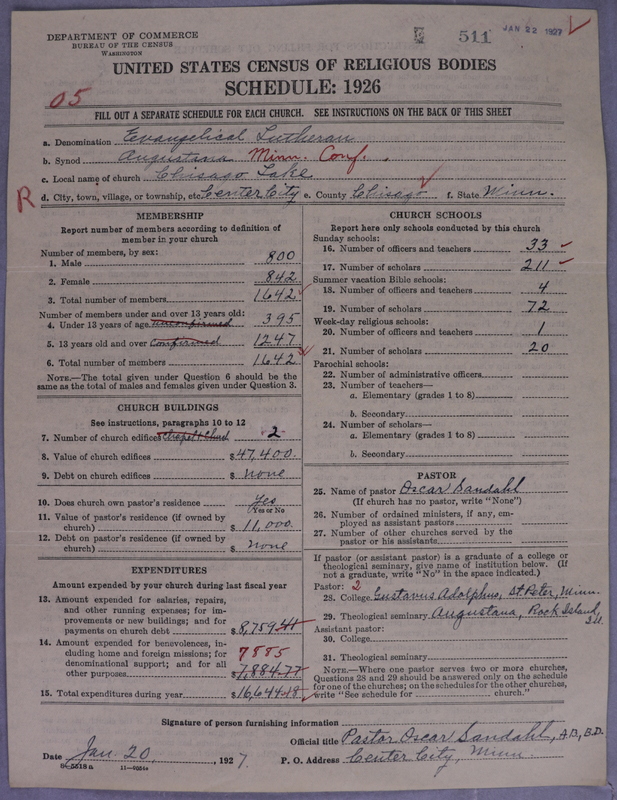 DEPARTMENT OF COMMERCE
BUREAU OF THE CENSUS
WASHINGTON
511
JAN 22 1927
UNITED STATES CENSUS OF RELIGIOUS BODIES
SCHEDULE: 1926
05
FILL OUT A SEPARATE SCHEDULE FOR EACH CHURCH. SEE INSTRUCTIONS ON THE BACK OF THIS SHEET
a. Denomination Evangelical Lutheran
b. Synod Augustana Minn. Conf.
c. Local name of church Chisago Lake
R d. City, town, village, or township, etc. Center City e. County Chisago f. State Minn.
MEMBERSHIP
Report number of members according to definition of
member in your church
Number of members, by sex:
1. Male 800
2. Female 842
3. Total number of members 1642
Number of members under and over 13 years old:
4. Under 13 years of age unconfirmed 395
5. 13 years old and over confirmed 1247
6. Total number of members 1642
NOTE.—The total given under Question 6 should be the
same as the total of males and females given under Question 3.
CHURCH BUILDINGS
See instructions, paragraphs 10 to 12
7. Number of church edifices 2
8. Value of church edifices $47,400.
9. Debt on church edifices $ none
10. Does church own pastor's residence Yes
Yes or No
11. Value of pastor's residence (if owned by
church) $11,000.
12. Debt on pastor's residence (if owned by
church) $ none
EXPENDITURES
Amount expended by your church during last fiscal year
13. Amount expended for salaries, repairs,
and other running expenses; for im-
provements or new buildings; and for
payments on church debt $8,759.41
14. Amount expended for benevolences, in-
cluding home and foreign missions; for
denominational support; and for all
other purposes 7885
$7,884.77
15. Total expenditures during year $16,644.18
CHURCH SCHOOLS
Report here only schools conducted by this church
Sunday schools:
16. Number of officers and teachers 33
17. Number of scholars 211
Summer vacation Bible schools:
18. Number of officers and teachers 4
19. Number of scholars 72
Week-day religious schools:
20. Number of officers and teachers 1
21. Number of scholars 20
Parochial schools:
22. Number of administrative officers
23. Number of teachers—
a. Elementary (grades 1 to 8)
b. Secondary
24. Number of scholars—
a. Elementary (grades 1 to 8)
b. Secondary
PASTOR
25. Name of pastor Oscar Sandahl
(If church has no pastor, write "None")
26. Number of ordained ministers, if any, em-
ployed as assistant pastors
27. Number of other churches served by the
pastor or his assistants
If pastor (or assistant pastor) is a graduate of a college or
theological seminary, give name of institution below. (If
not a graduate, write "No" in the space indicated.)
Pastor: 2
28. College Gustavus Adolphus, St Peter, Minn.
29. Theological seminary Augustana, Rock Island, Ill.
Assistant pastor:
30. College
31. Theological seminary
NOTE.—Where one pastor serves two or more churches,
Questions 28 and 29 should be answered only on the schedule
for one of the churches; on the schedules for the other churches,
write "See schedule for church."
Signature of person furnishing information
Official title Pastor Oscar Sandahl, A.B., B.D.
Date Jan. 20, 1927. P. O. Address Center City, Minn.
8-5518a 11-9054a